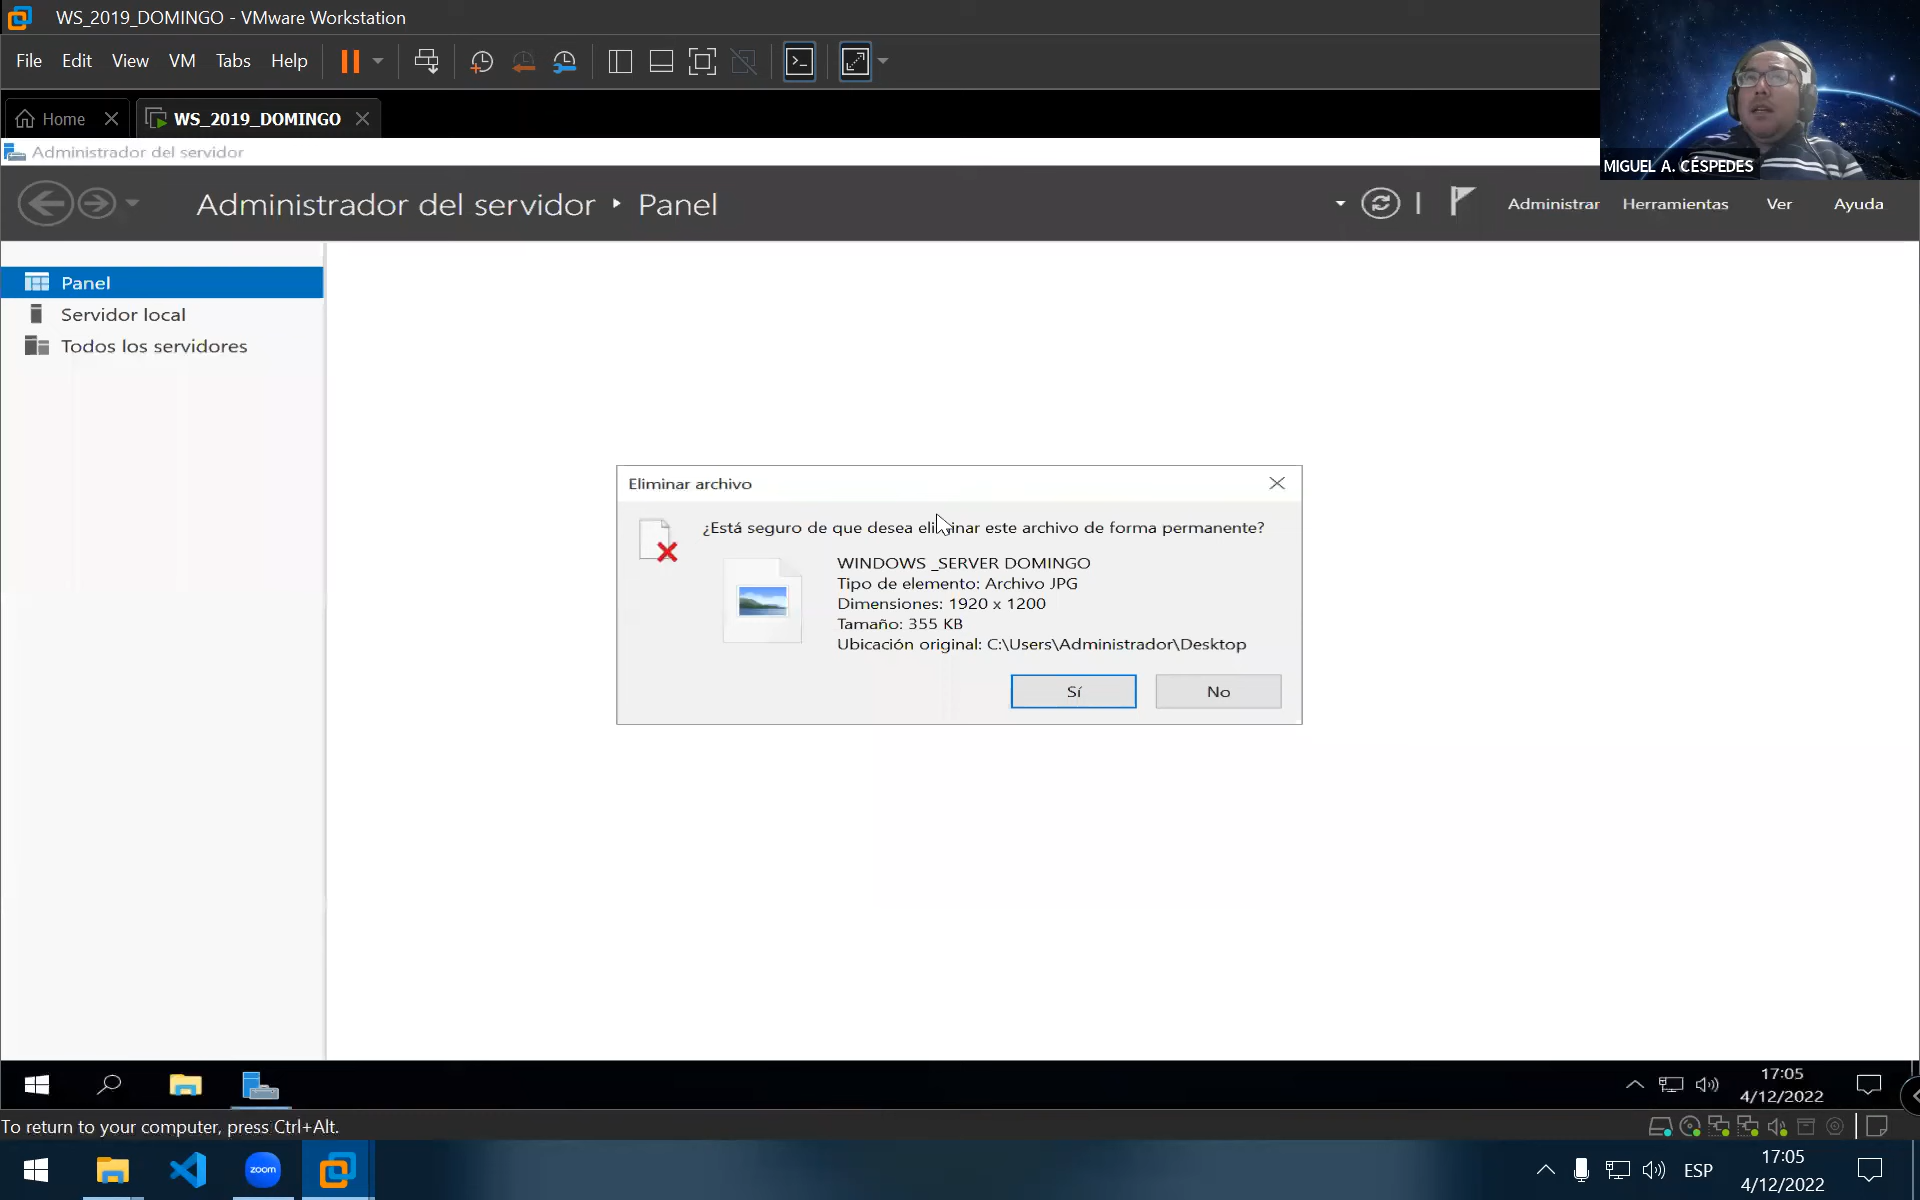 WS_2019_DOMINGO - VMware Workstation
File Edit View VM Tabs Help
Home WS_2019_DOMINGO
MIGUEL A. CÉSPEDES
Administrador del servidor
Administrador del servidor Panel
Administrar Herramientas Ver Ayuda
Panel
Servidor local
Todos los servidores
Eliminar archivo
¿Está seguro de que desea eliminar este archivo de forma permanente?
WINDOWS _SERVER DOMINGO
Tipo de elemento: Archivo JPG
Dimensiones: 1920 x 1200
Tamaño: 355 KB
Ubicación original: C:\Users\Administrador\Desktop
Sí No
17:05
4/12/2022
To return to your computer, press Ctrl+Alt.
zoom
ESP
17:05
4/12/2022